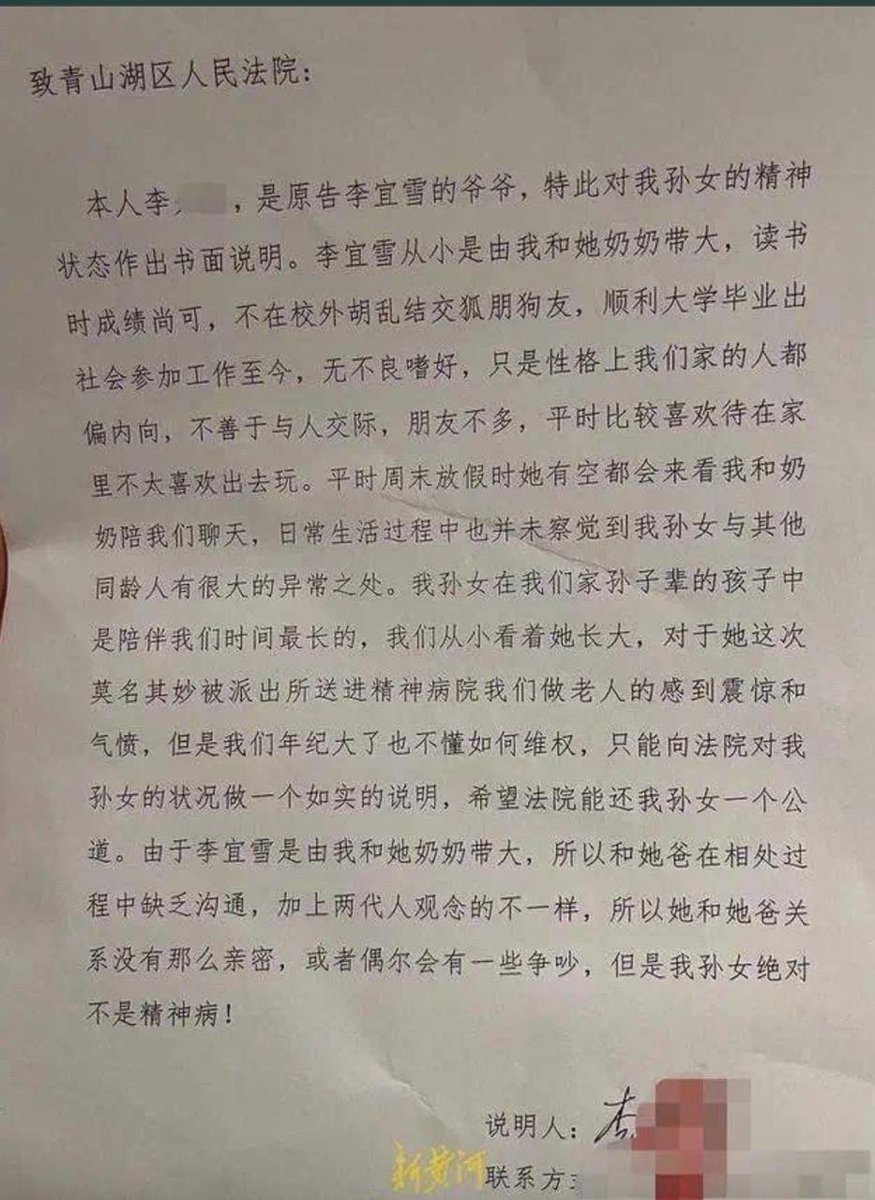 致青山湖区人民法院：
本人李，是原告李宜雪的爷爷，特此对我孙女的精神
状态作出书面说明。李宜雪从小是由我和她奶奶带大，读书
时成绩尚可，不在校外胡乱结交狐朋狗友，顺利大学毕业出
社会参加工作至今，无不良嗜好，只是性格上我们家的人都
偏内向，不善于与人交际，朋友不多，平时比较喜欢待在家
里不太喜欢出去玩。平时周末放假时她有空都会来看我和奶
奶陪我们聊天，日常生活过程中也并未察觉到我孙女与其他
同龄人有很大的异常之处。我孙女在我们家孙子辈的孩子中
是陪伴我们时间最长的，我们从小看着她长大，对于她这次
莫名其妙被派出所送进精神病院我们做老人的感到震惊和
气愤，但是我们年纪大了也不懂如何维权，只能向法院对我
孙女的状况做一个如实的说明，希望法院能还我孙女一个公
道。由于李宜雪是由我和她奶奶带大，所以和她爸在相处过
程中缺乏沟通，加上两代人观念的不一样，所以她和她爸关
系没有那么亲密，或者偶尔会有一些争吵，但是我孙女绝对
不是精神病！
说明人：李
新黄河
联系方